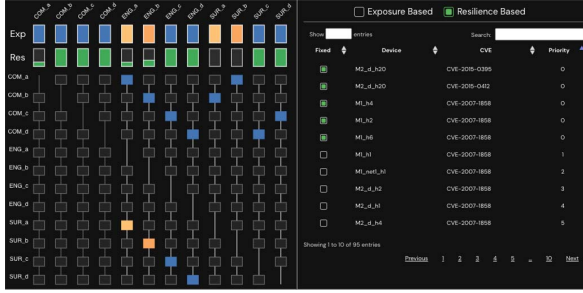 COM_a COM_b COM_c COM_d ENG_a ENG_b ENG_c ENG_d SUR_a SUR_b SUR_c SUR_d
Exp
Res
COM_a
COM_b
COM_c
COM_d
ENG_a
ENG_b
ENG_c
ENG_d
SUR_a
SUR_b
SUR_c
SUR_d
Exposure Based Resilience Based
Show entries Search:
Fixed Device CVE Priority
M2_d_h20 CVE-2015-0395 0
M2_d_h20 CVE-2015-0412 0
M1_h4 CVE-2007-1858 0
M1_h2 CVE-2007-1858 0
M1_h6 CVE-2007-1858 0
M1_h1 CVE-2007-1858 1
M1_net1_h1 CVE-2007-1858 2
M2_d_h2 CVE-2007-1858 3
M2_d_h1 CVE-2007-1858 4
M2_d_h4 CVE-2007-1858 5
Showing 1 to 10 of 95 entries
Previous 1 2 3 4 5 … 10 Next